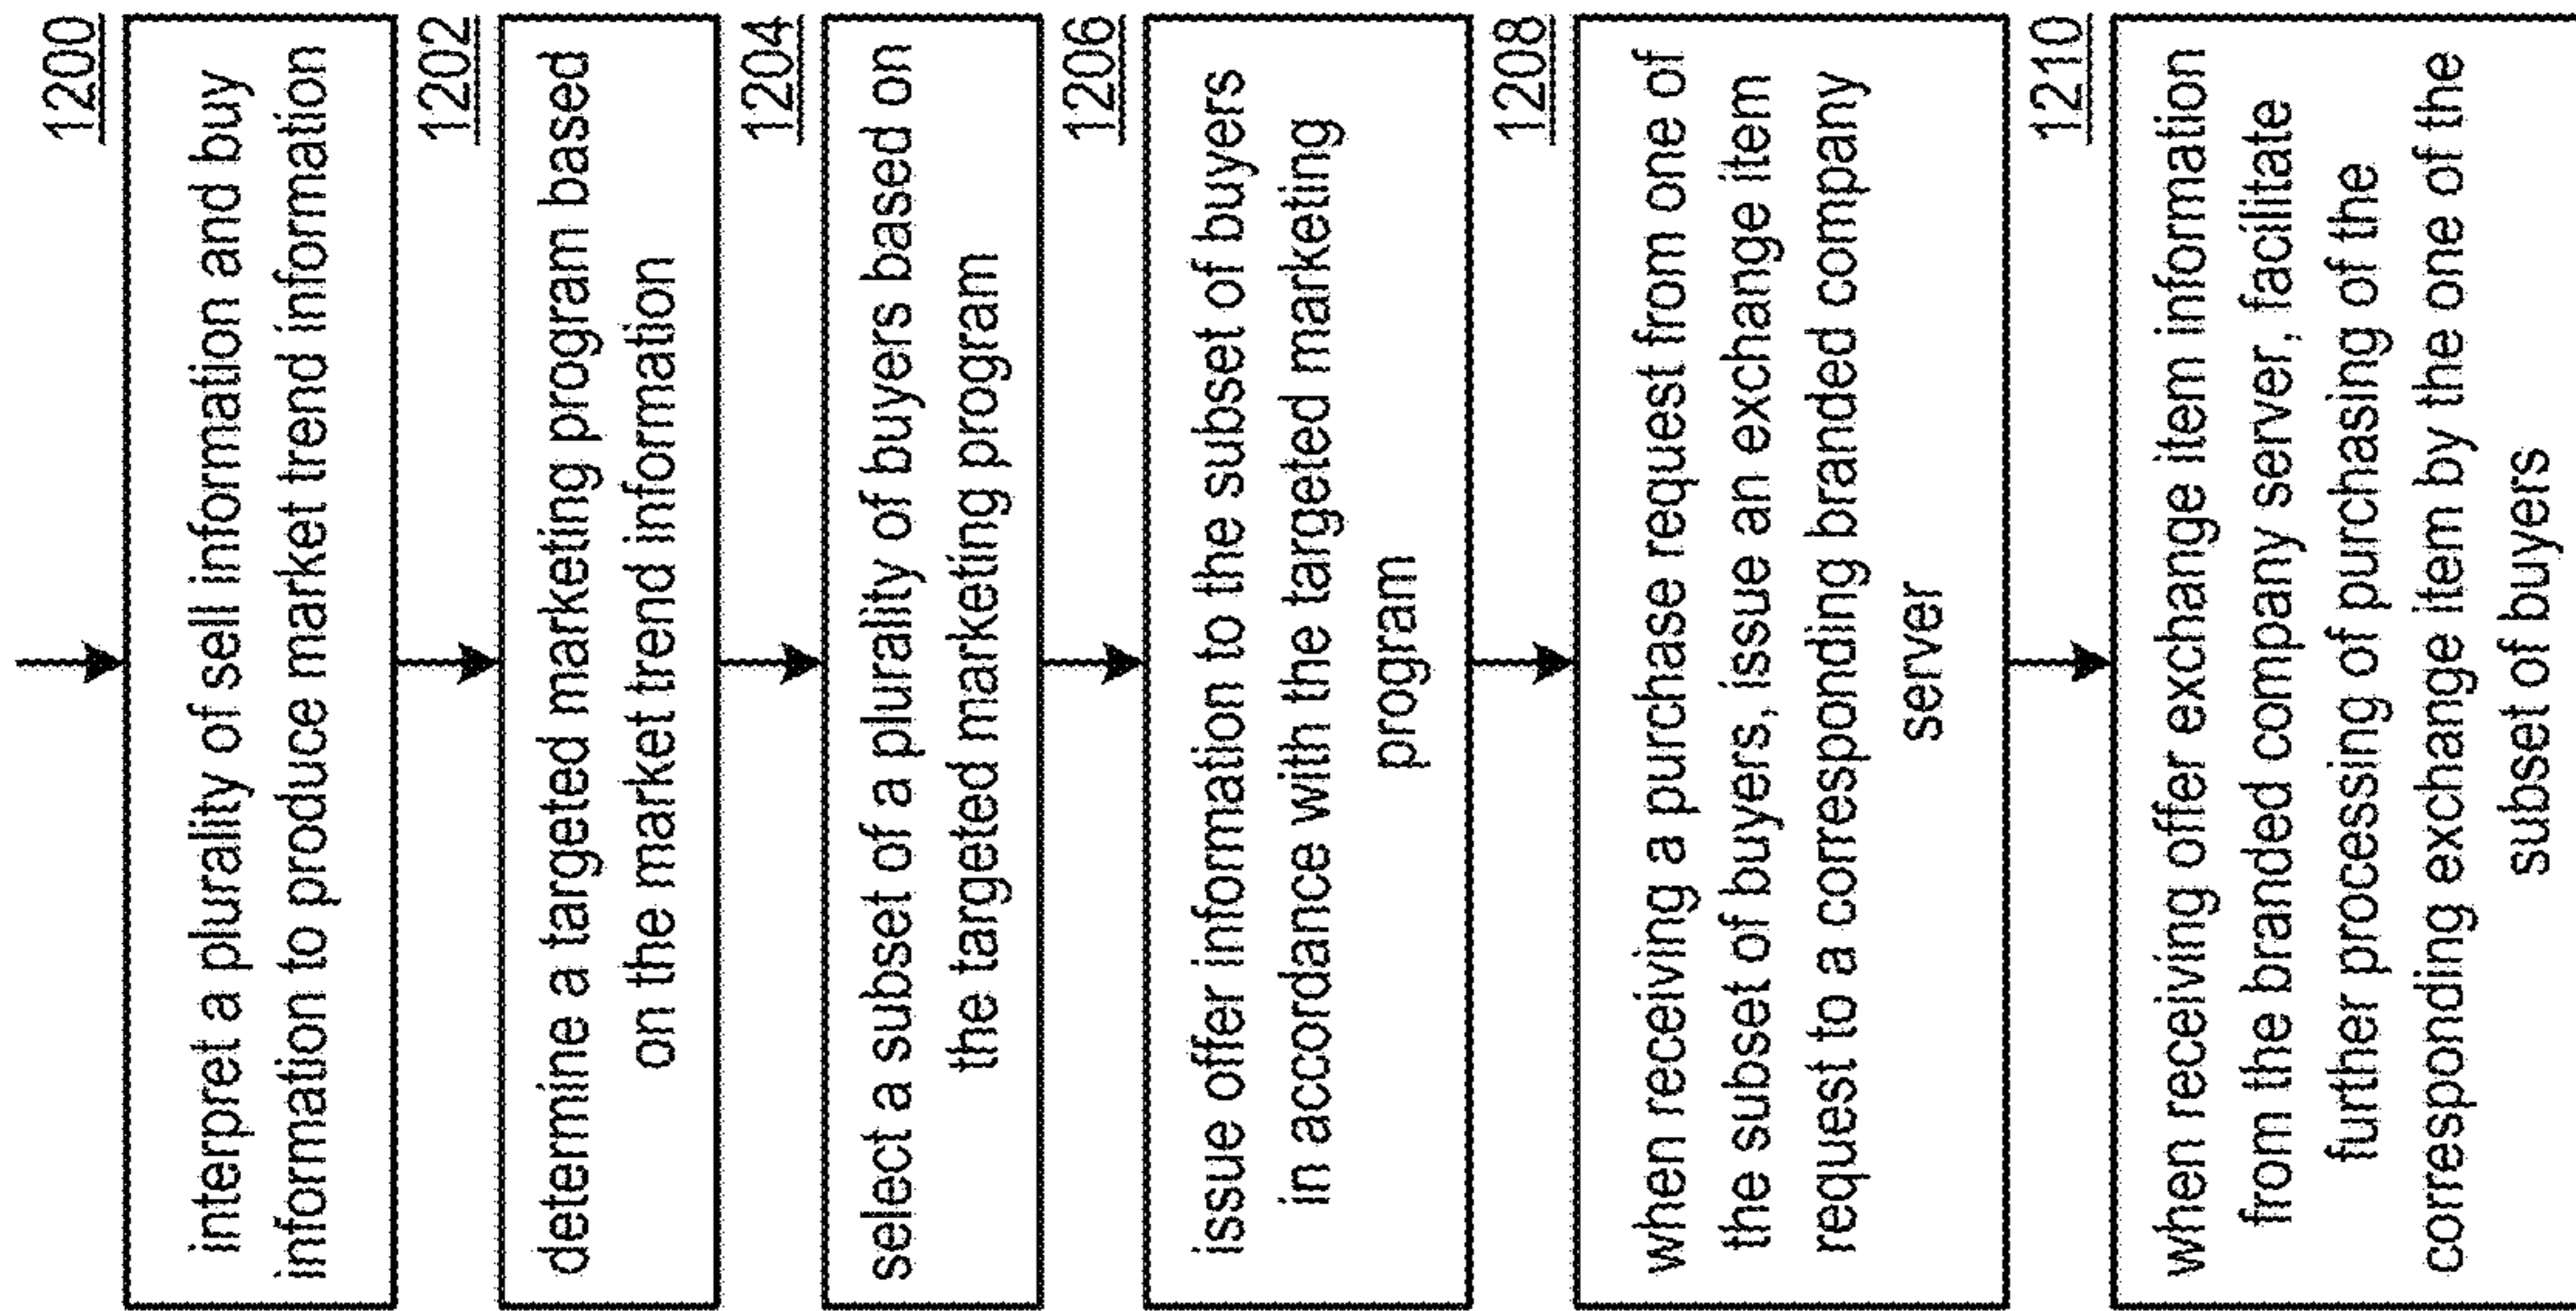 1200
interpret a plurality of sell information and buy
information to produce market trend information
1202
determine a targeted marketing program based
on the market trend information
1204
select a subset of a plurality of buyers based on
the targeted marketing program
1206
issue offer information to the subset of buyers
in accordance with the targeted marketing
program
1208
when receiving a purchase request from one of
the subset of buyers, issue an exchange item
request to a corresponding branded company
server
1210
when receiving offer exchange item information
from the branded company server, facilitate
further processing of purchasing of the
corresponding exchange item by the one of the
subset of buyers